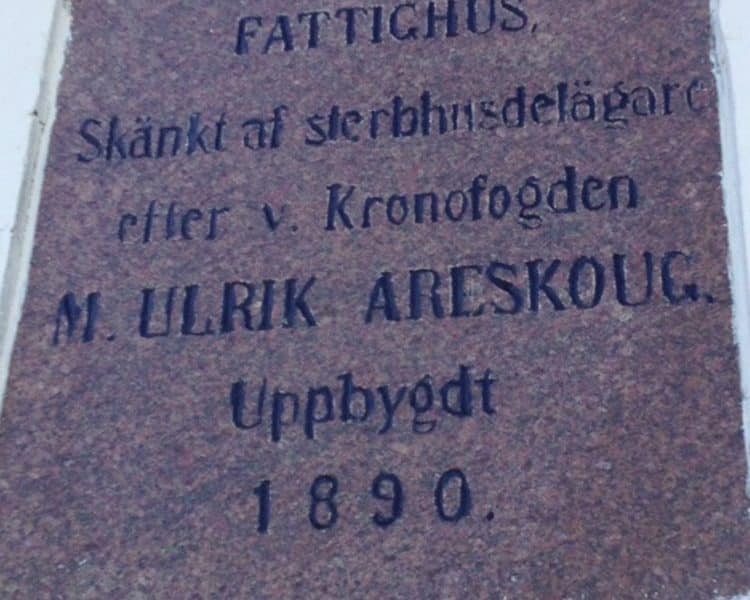 FATTIGHUS.
Skänkt af sterbhusdelägare
efter v. Kronofogden
M. ULRIK ARESKOUG.
Uppbygdt
1890.